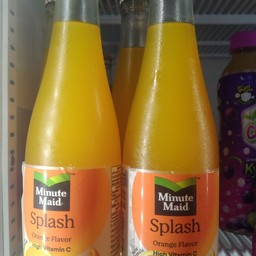 Minute
Maid
Splash
Orange Flavor
High Vitamin C
Minute
Maid
Splash
Orange Flavor
High Vitamin C